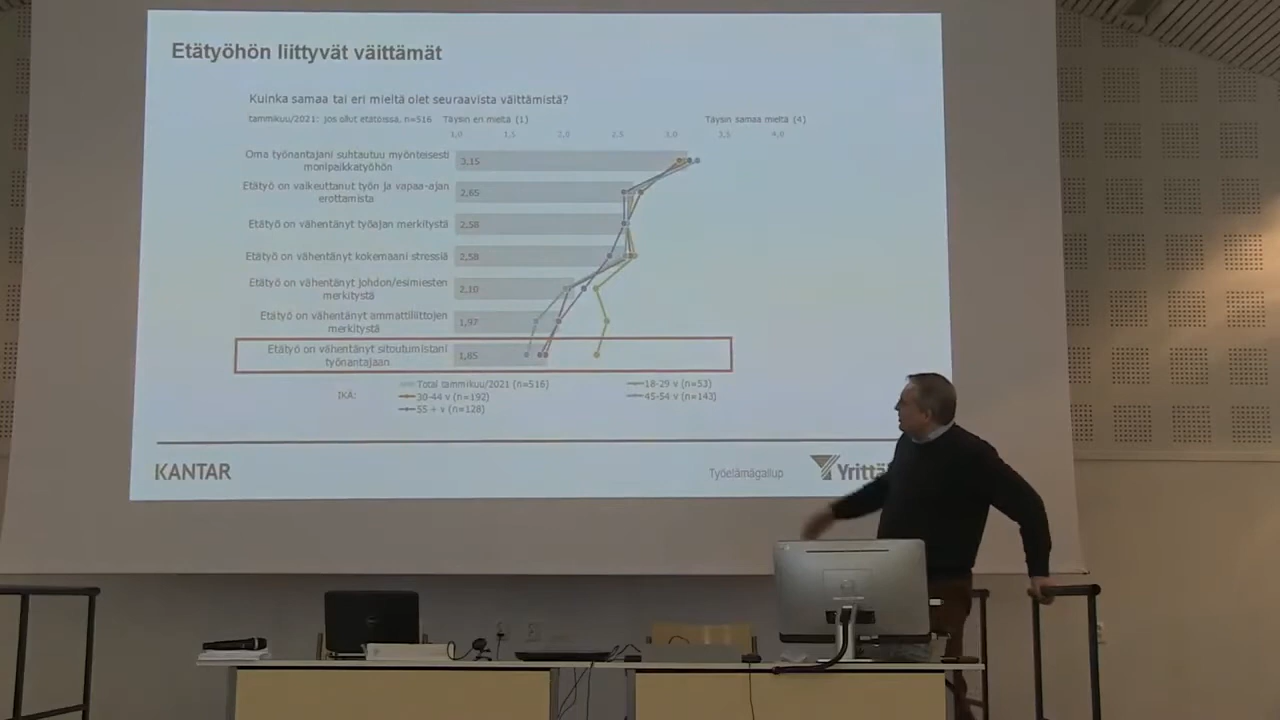 Etätyöhön liittyvät väittämät
Kuinka samaa tai eri mieltä olet seuraavista väittämistä?
tammikuu/2021: jos ollut etätöissä, n=516 Täysin eri mieltä (1) Täysin samaa mieltä (4)
1,0 1,5 2,0 2,5 3,0 3,5 4,0
Oma työnantajani suhtautuu myönteisesti
monipaikkatyöhön
3,15
Etätyö on vaikeuttanut työn ja vapaa-ajan
erottamista
2,65
Etätyö on vähentänyt työajan merkitystä 2,58
Etätyö on vähentänyt kokemaani stressiä 2,58
Etätyö on vähentänyt johdon/esimiesten
merkitystä
2,10
Etätyö on vähentänyt ammattiliittojen
merkitystä
1,97
Etätyö on vähentänyt sitoutumistani
työnantajaan
1,85
IKÄ:
Total tammikuu/2021 (n=516) 18-29 v (n=53)
30-44 v (n=192) 45-54 v (n=143)
55 + v (n=128)
KANTAR
Työelämägallup
Yrittä